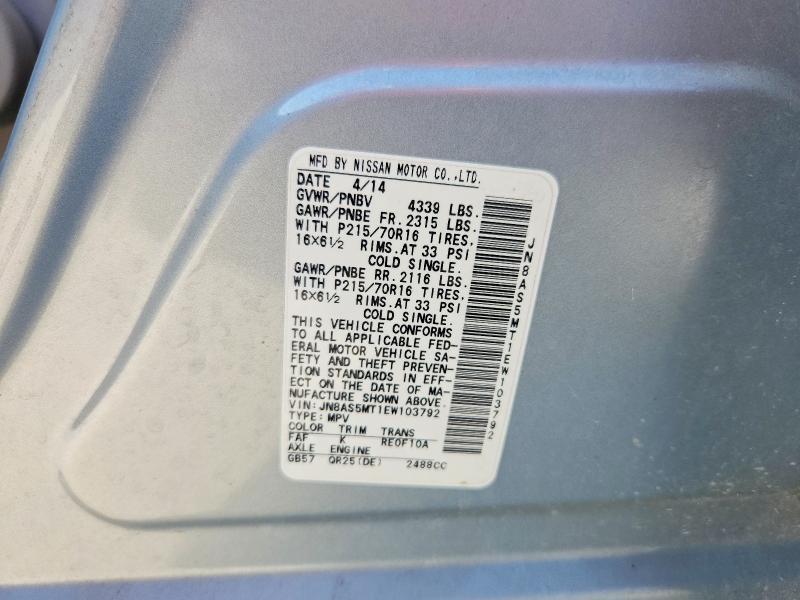 MFD BY NISSAN MOTOR CO.,LTD.
DATE 4/14
GVWR/PNBV 4339 LBS.
GAWR/PNBE FR. 2315 LBS.
WITH P215/70R16 TIRES,
16X6½ RIMS.AT 33 PSI
COLD SINGLE.
GAWR/PNBE RR. 2116 LBS.
WITH P215/70R16 TIRES,
16X6½ RIMS.AT 33 PSI
COLD SINGLE.
THIS VEHICLE CONFORMS
TO ALL APPLICABLE FED-
ERAL MOTOR VEHICLE SA-
FETY AND THEFT PREVEN-
TION STANDARDS IN EFF-
ECT ON THE DATE OF MA-
NUFACTURE SHOWN ABOVE.
VIN: JN8AS5MT1EW103792
TYPE: MPV
COLOR TRIM TRANS
FAF K RE0F10A
AXLE ENGINE
GB57 QR25(DE) 2488CC
JN8AS5MT1EW103792